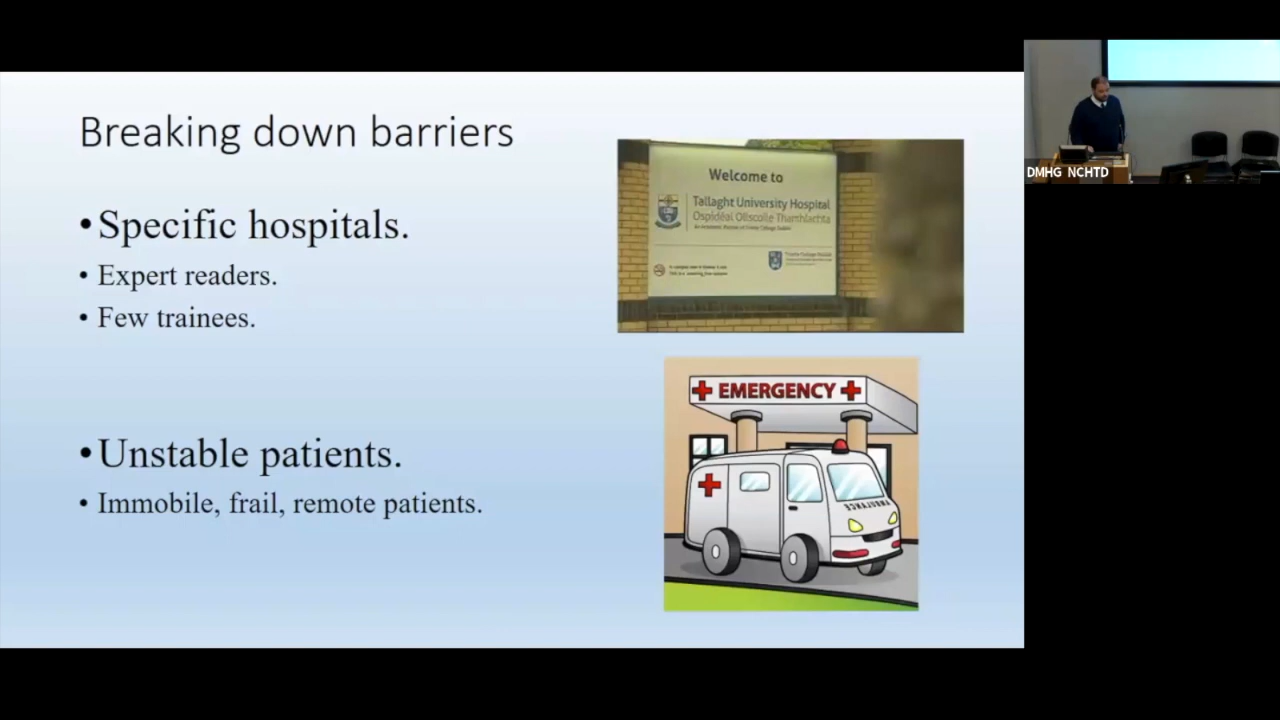 Breaking down barriers
•Specific hospitals.
• Expert readers.
• Few trainees.
•Unstable patients.
• Immobile, frail, remote patients.
Welcome to
Tallaght University Hospital
Ospidéal Ollscoile Thamhlachta
EMERGENCY
DMHG NCHTD